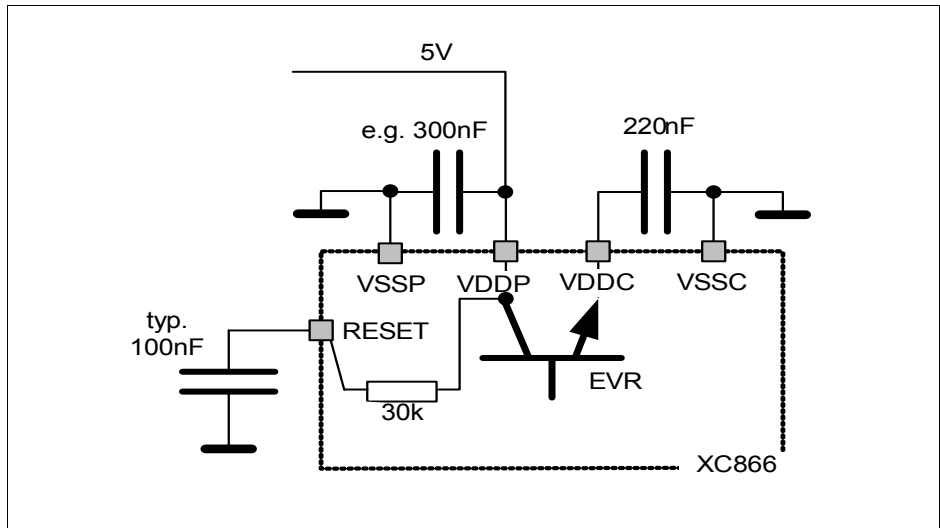 5V
e.g. 300nF
220nF
VSSP
VDDP
VDDC
VSSC
typ.
100nF
RESET
EVR
30k
XC866